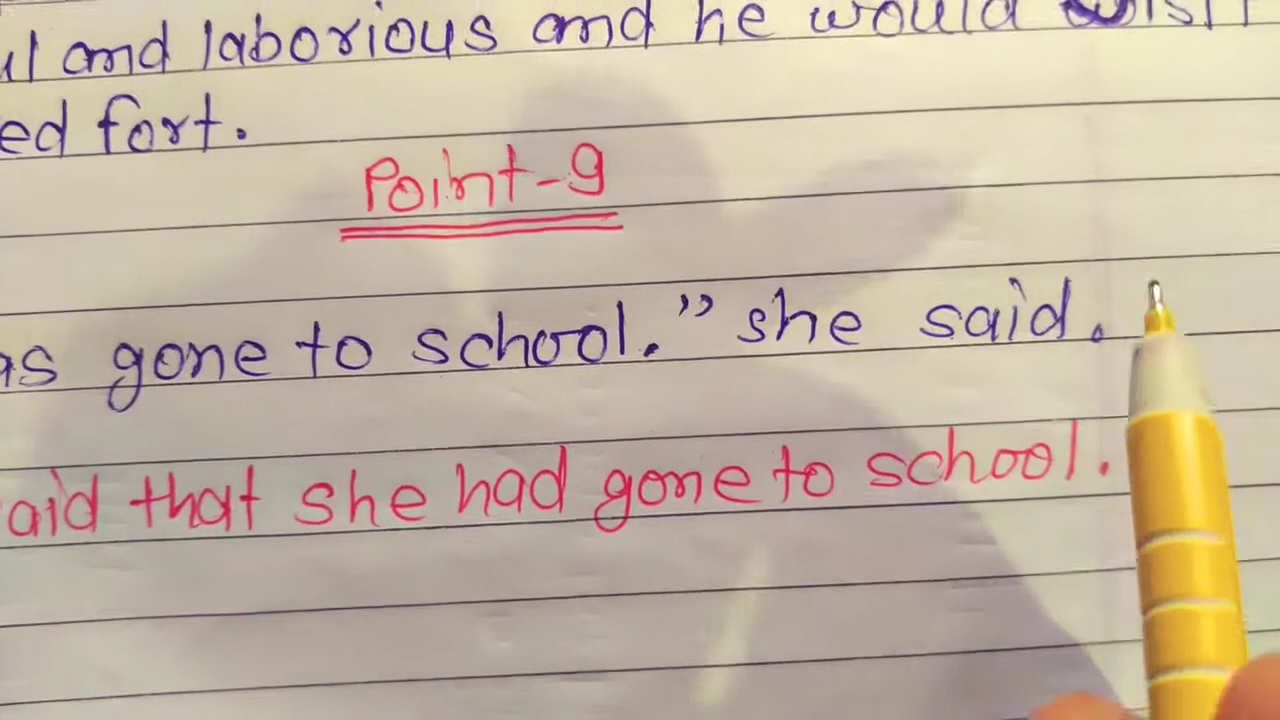 and laborious and he would
ed fort.
Point-9
as gone to school.” she said.
aid that she had gone to school.